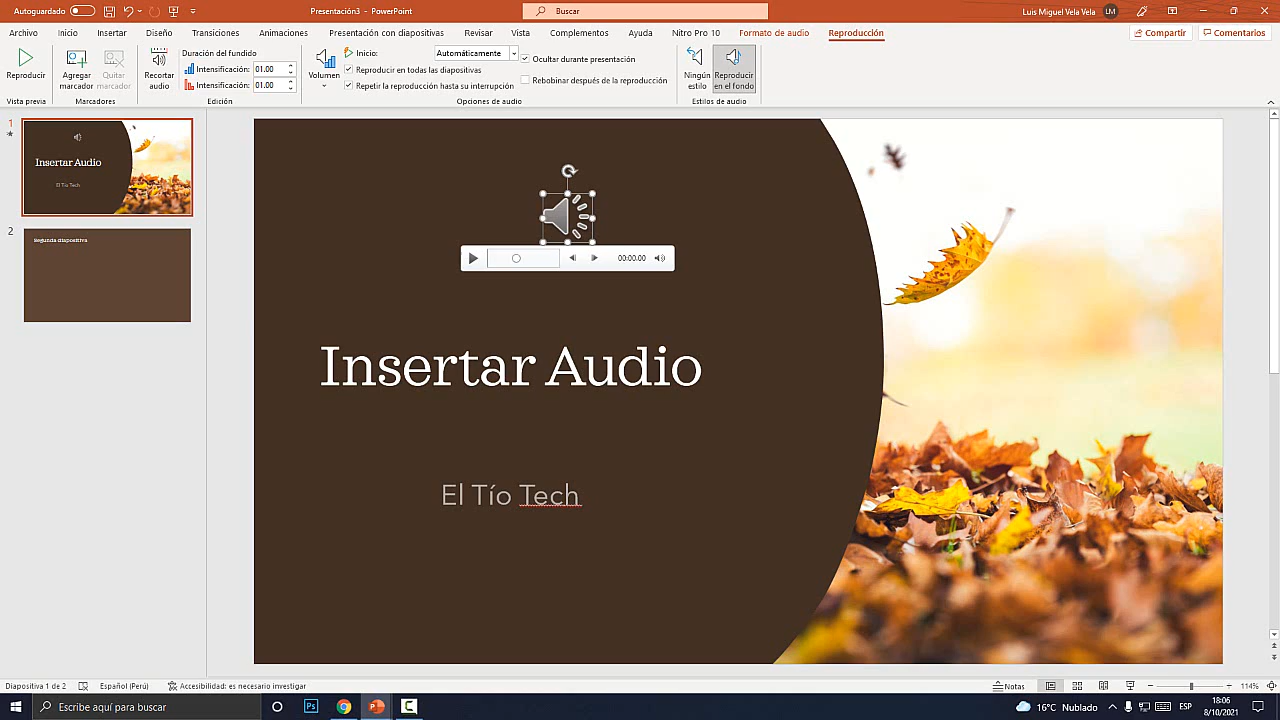 Autoguardado
Presentación3 - PowerPoint
Buscar
Luis Miguel Vela Vela
LM
Archivo
Inicio
Insertar
Diseño
Transiciones
Animaciones
Presentación con diapositivas
Revisar
Vista
Complementos
Ayuda
Nitro Pro 10
Formato de audio
Reproducción
Compartir
Comentarios
Reproducir
Vista previa
Agregar marcador
Quitar marcador
Marcadores
Recortar audio
Duración del fundido
Intensificación: 01.00
Intensificación: 01.00
Edición
Volumen
Inicio: Automáticamente
Reproducir en todas las diapositivas
Repetir la reproducción hasta su interrupción
Ocultar durante presentación
Rebobinar después de la reproducción
Opciones de audio
Ningún estilo
Reproducir en el fondo
Estilos de audio
1
Insertar Audio
El Tío Tech
2
Segunda diapositiva
00:00.00
Insertar Audio
El Tío Tech
Diapositiva 1 de 2
Español (Perú)
Accesibilidad: es necesario investigar
Notas
114%
Escribe aquí para buscar
Ps
16°C Nublado
ESP
18:06
8/10/2021